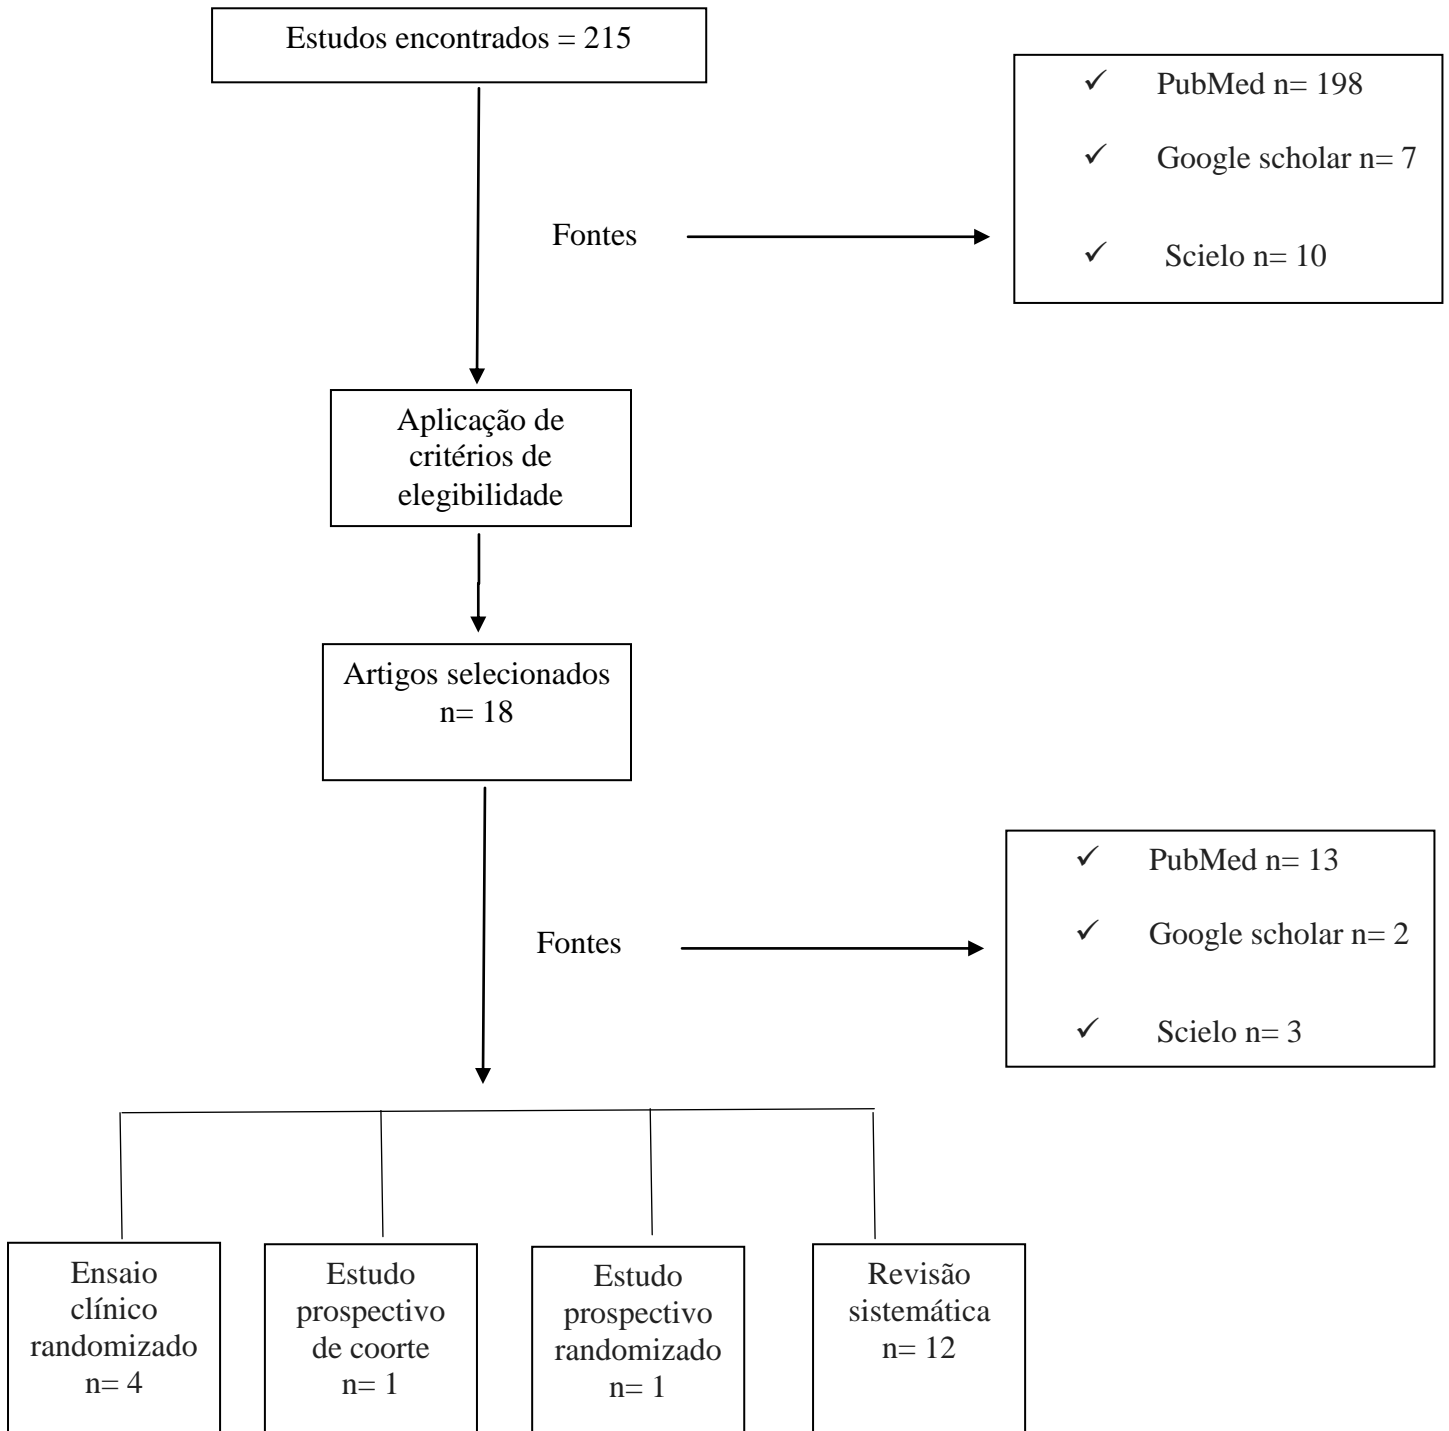 Estudos encontrados = 215
✓ PubMed n= 198
✓ Google scholar n= 7
Fontes
✓ Scielo n= 10
Aplicação de
critérios de
elegibilidade
Artigos selecionados
n= 18
✓ PubMed n= 13
✓ Google scholar n= 2
Fontes
✓ Scielo n= 3
Ensaio
clínico
randomizado
n= 4
Estudo
prospectivo
de coorte
n= 1
Estudo
prospectivo
randomizado
n= 1
Revisão
sistemática
n= 12